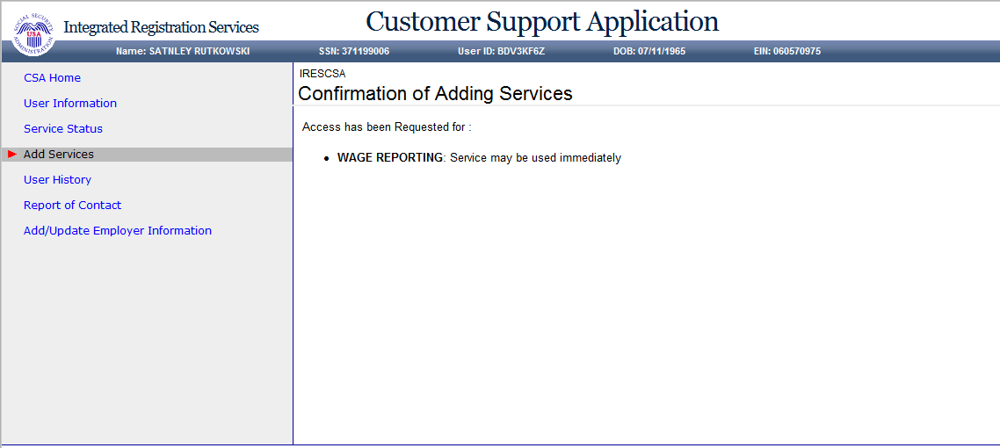 SOCIAL SECURITY ADMINISTRATION
USA
Integrated Registration Services
Customer Support Application
Name: SATNLEY RUTKOWSKI SSN: 371199006 User ID: BDV3KF6Z DOB: 07/11/1965 EIN: 060570975
CSA Home
User Information
Service Status
Add Services
User History
Report of Contact
Add/Update Employer Information
IRESCSA
Confirmation of Adding Services
Access has been Requested for :
• WAGE REPORTING: Service may be used immediately